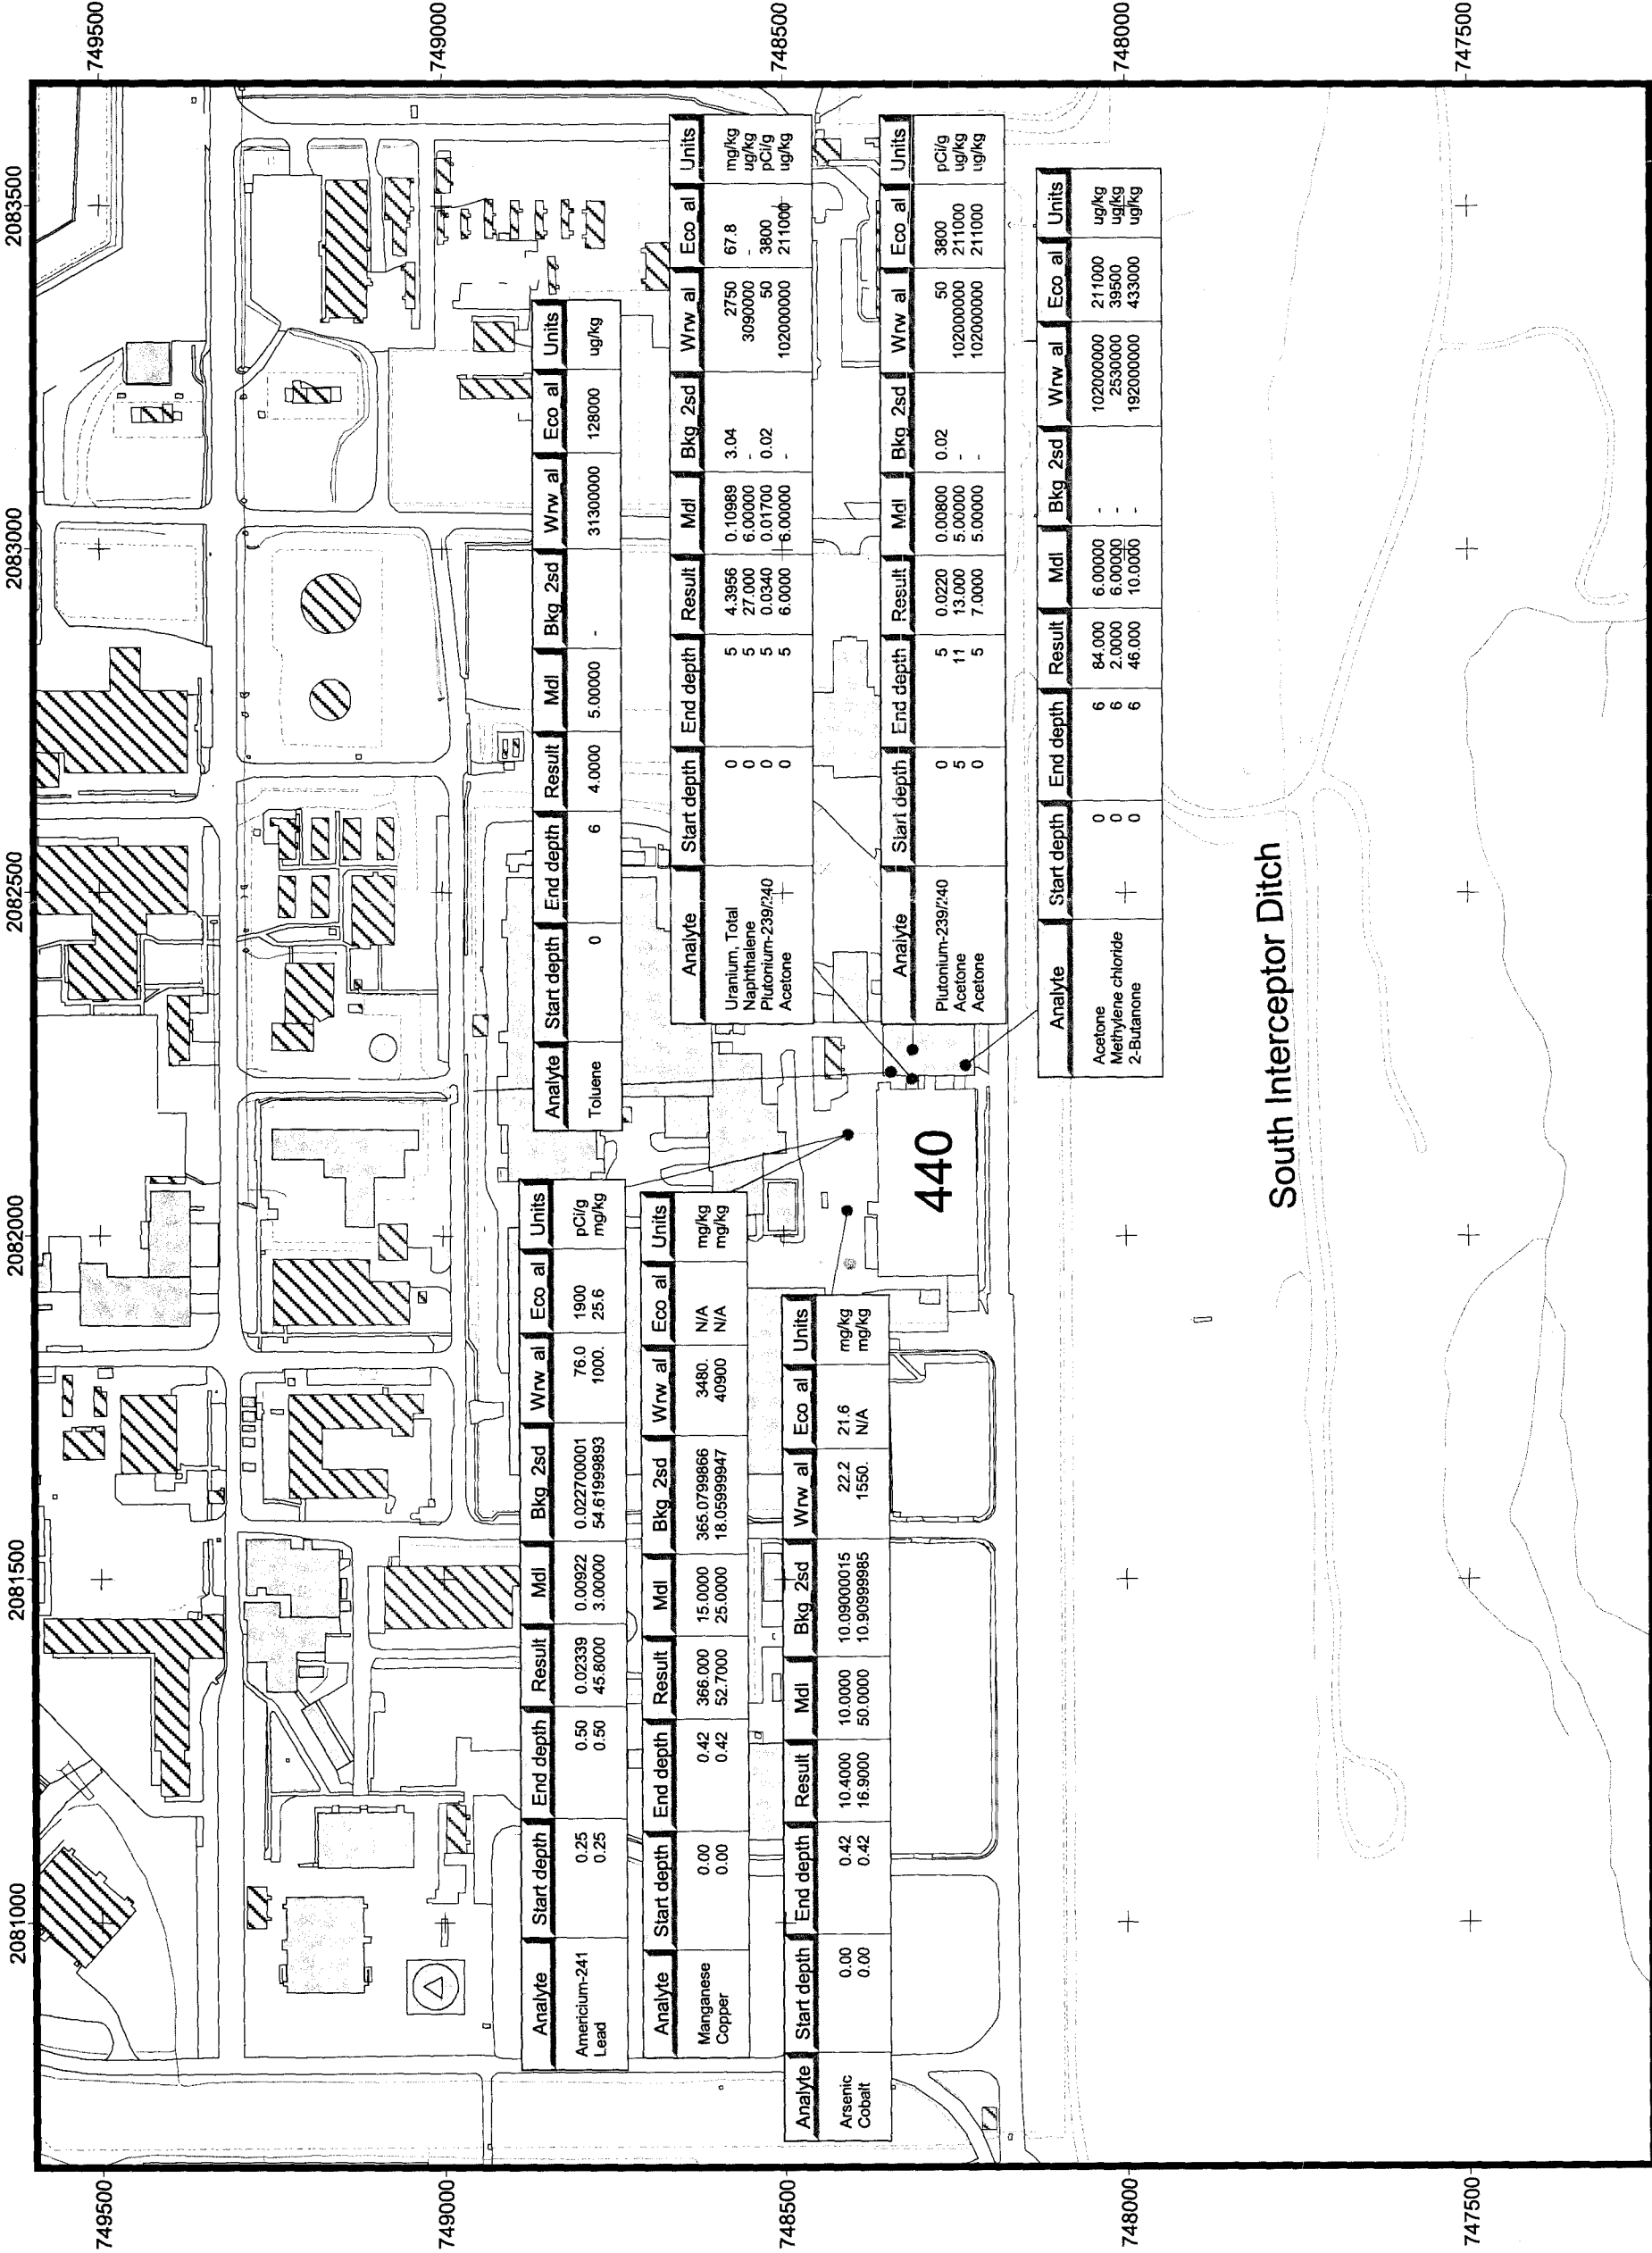 2081000 2081500 2082000 2082500 2083000 2083500
749500 749500
749000 749000
748500 748500
748000 748000
747500 747500
Analyte Start depth End depth Result Mdl Bkg 2sd Wrw al Eco al Units
Americium-241 0.25 0.50 0.02339 0.00922 0.022700001 76.0 1900 pCi/g
Lead 0.25 0.50 45.8000 3.00000 54.61999893 1000. 25.6 mg/kg
Analyte Start depth End depth Result Mdl Bkg 2sd Wrw al Eco al Units
Manganese 0.00 0.42 366.000 15.0000 365.0799866 3480. N/A mg/kg
Copper 0.00 0.42 52.7000 25.0000 18.05999947 40900 N/A mg/kg
Analyte Start depth End depth Result Mdl Bkg 2sd Wrw al Eco al Units
Arsenic 0.00 0.42 10.4000 10.0000 10.09000015 22.2 21.6 mg/kg
Cobalt 0.00 0.42 16.9000 50.0000 10.90999985 1550. N/A mg/kg
Analyte Start depth End depth Result Mdl Bkg 2sd Wrw al Eco al Units
Toluene 0 6 4.0000 5.00000 - 31300000 128000 ug/kg
Analyte Start depth End depth Result Mdl Bkg 2sd Wrw al Eco al Units
Uranium, Total 0 5 4.3956 0.10989 3.04 2750 67.8 mg/kg
Naphthalene 0 5 27.000 6.00000 - 3090000 - ug/kg
Plutonium-239/240 0 5 0.0340 0.01700 0.02 50 3800 pCi/g
Acetone 0 5 6.0000 6.00000 - 102000000 211000 ug/kg
Analyte Start depth End depth Result Mdl Bkg 2sd Wrw al Eco al Units
Plutonium-239/240 0 5 0.0220 0.00800 0.02 50 3800 pCi/g
Acetone 5 11 13.000 5.00000 - 102000000 211000 ug/kg
Acetone 0 5 7.0000 5.00000 - 102000000 211000 ug/kg
Analyte Start depth End depth Result Mdl Bkg 2sd Wrw al Eco al Units
Acetone 0 6 84.000 6.00000 - 102000000 211000 ug/kg
Methylene chloride 0 6 2.0000 6.00000 - 2530000 39500 ug/kg
2-Butanone 0 6 46.000 10.0000 - 192000000 433000 ug/kg
440
South Interceptor Ditch